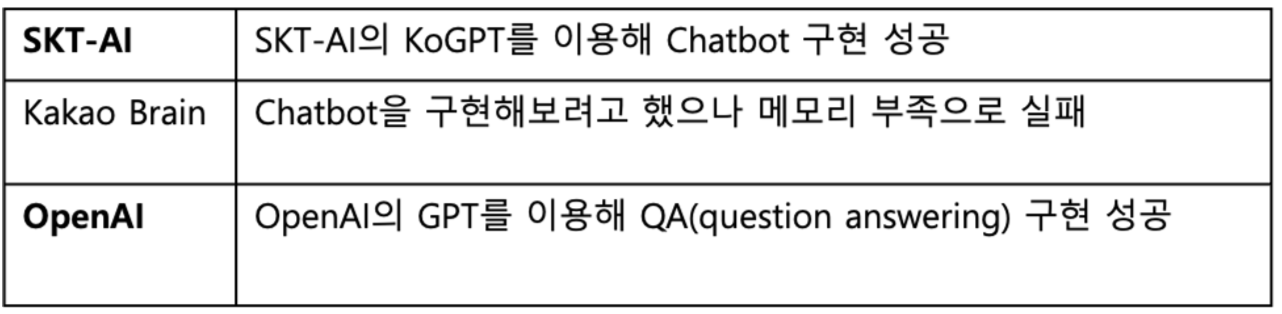 SKT-AI SKT-AI의 KoGPT를 이용해 Chatbot 구현 성공
Kakao Brain Chatbot을 구현해보려고 했으나 메모리 부족으로 실패
OpenAI OpenAI의 GPT를 이용해 QA(question answering) 구현 성공